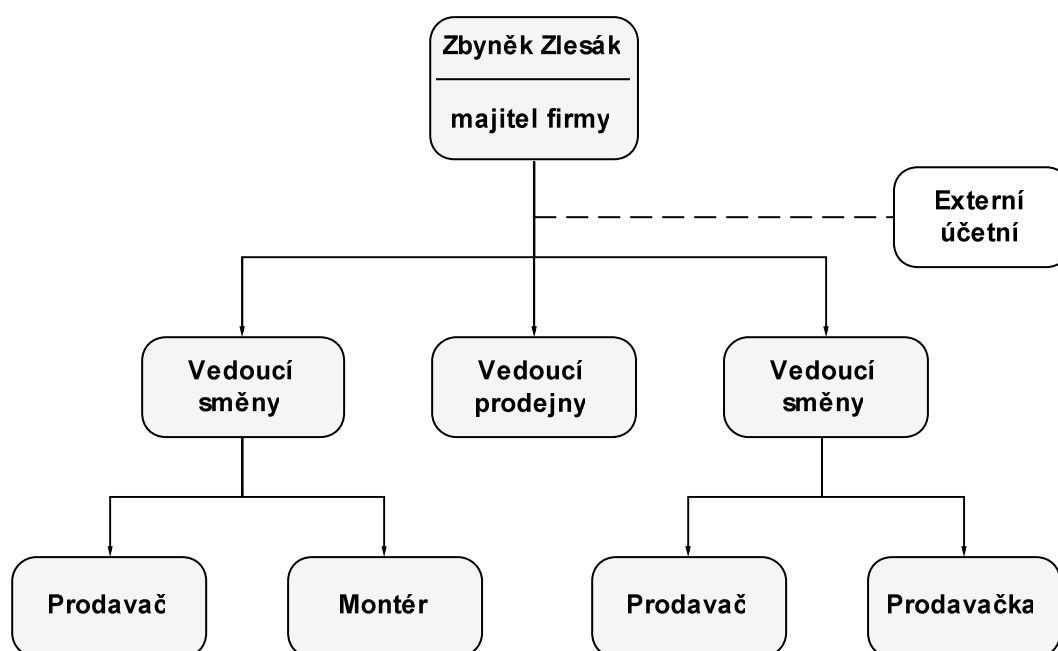 Zbyněk Zlesák
majitel firmy
Externí
účetní
Vedoucí
směny
Vedoucí
prodejny
Vedoucí
směny
Prodavač
Montér
Prodavač
Prodavačka